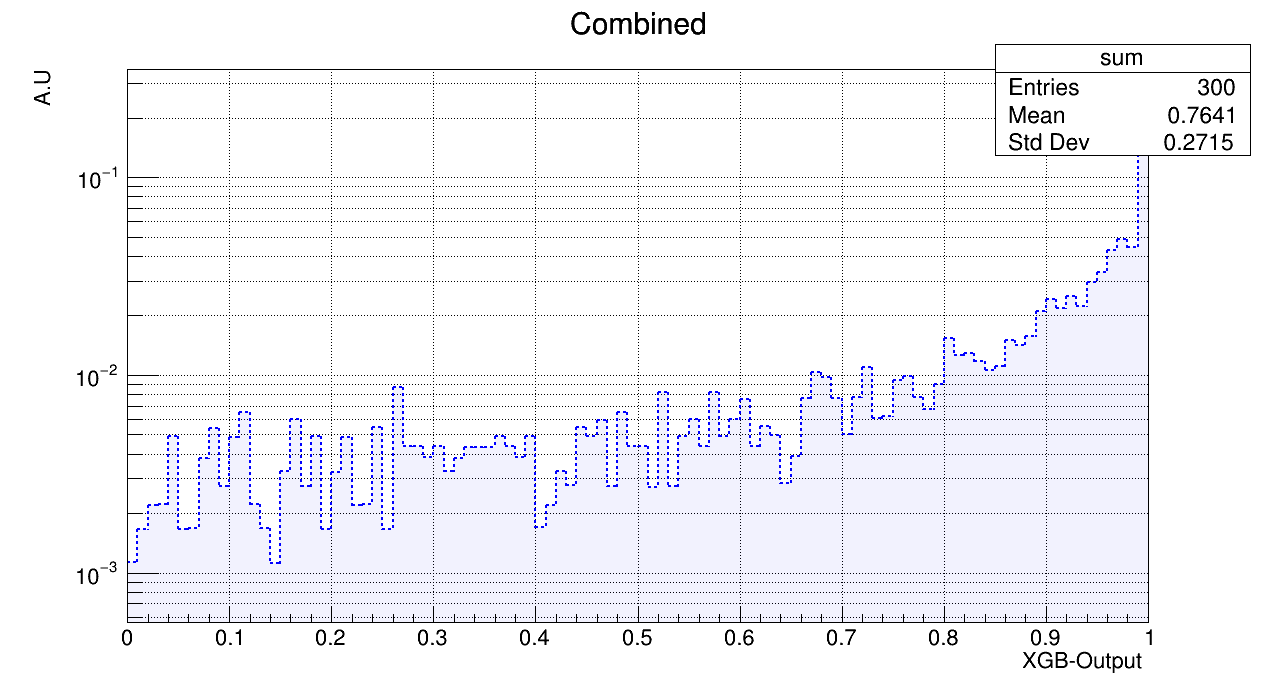 Combined
A.U
sum
Entries 300
Mean 0.7641
Std Dev 0.2715
10⁻¹
10⁻²
10⁻³
0 0.1 0.2 0.3 0.4 0.5 0.6 0.7 0.8 0.9 1
XGB-Output